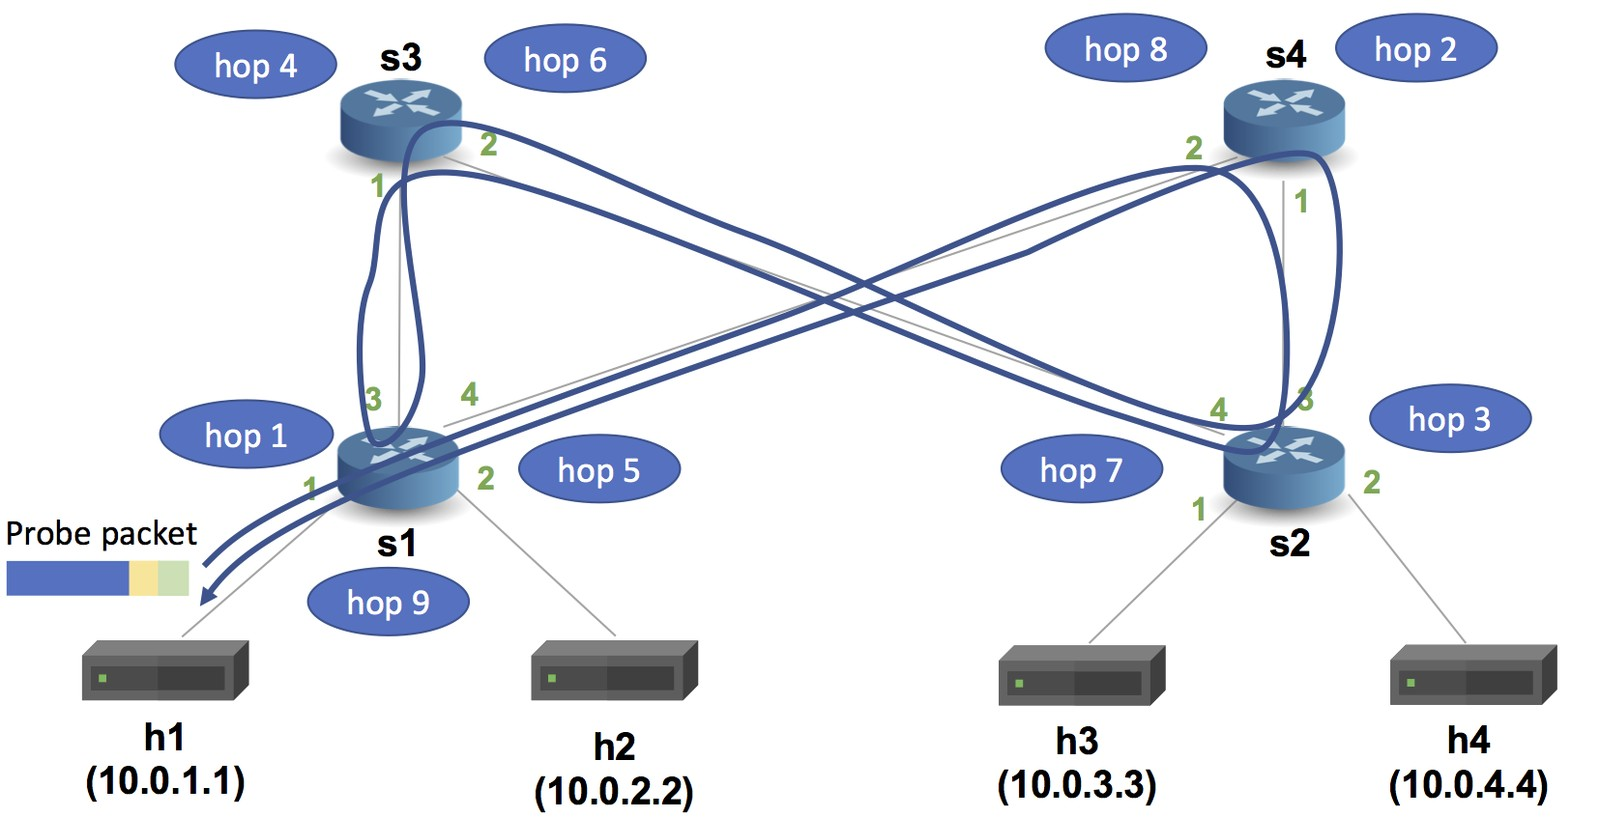 hop 4
s3
hop 6
hop 8
s4
hop 2
2
1
2
1
3
4
4
3
hop 1
hop 5
hop 7
hop 3
1
2
1
2
Probe packet
s1
s2
hop 9
h1
(10.0.1.1)
h2
(10.0.2.2)
h3
(10.0.3.3)
h4
(10.0.4.4)